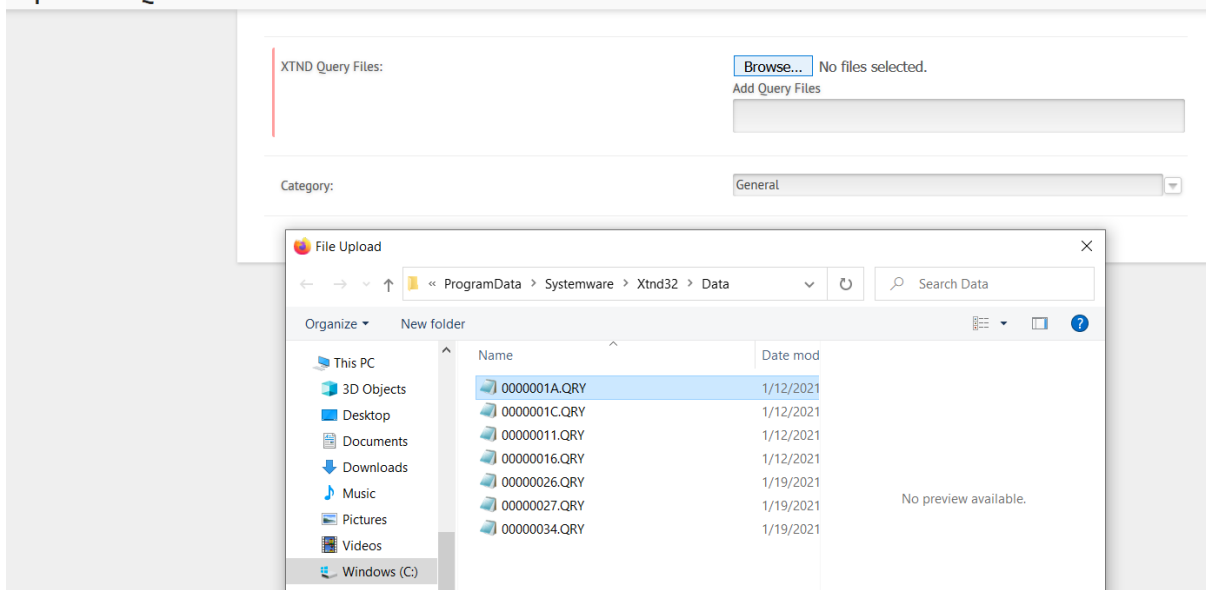 XTND Query Files:
Browse... No files selected.
Add Query Files
Category:
General
File Upload
« ProgramData > Systemware > Xtnd32 > Data
Search Data
Organize
New folder
?
This PC
3D Objects
Desktop
Documents
Downloads
Music
Pictures
Videos
Windows (C:)
Name Date mod
0000001A.QRY 1/12/2021
0000001C.QRY 1/12/2021
00000011.QRY 1/12/2021
00000016.QRY 1/12/2021
00000026.QRY 1/19/2021
00000027.QRY 1/19/2021
00000034.QRY 1/19/2021
No preview available.